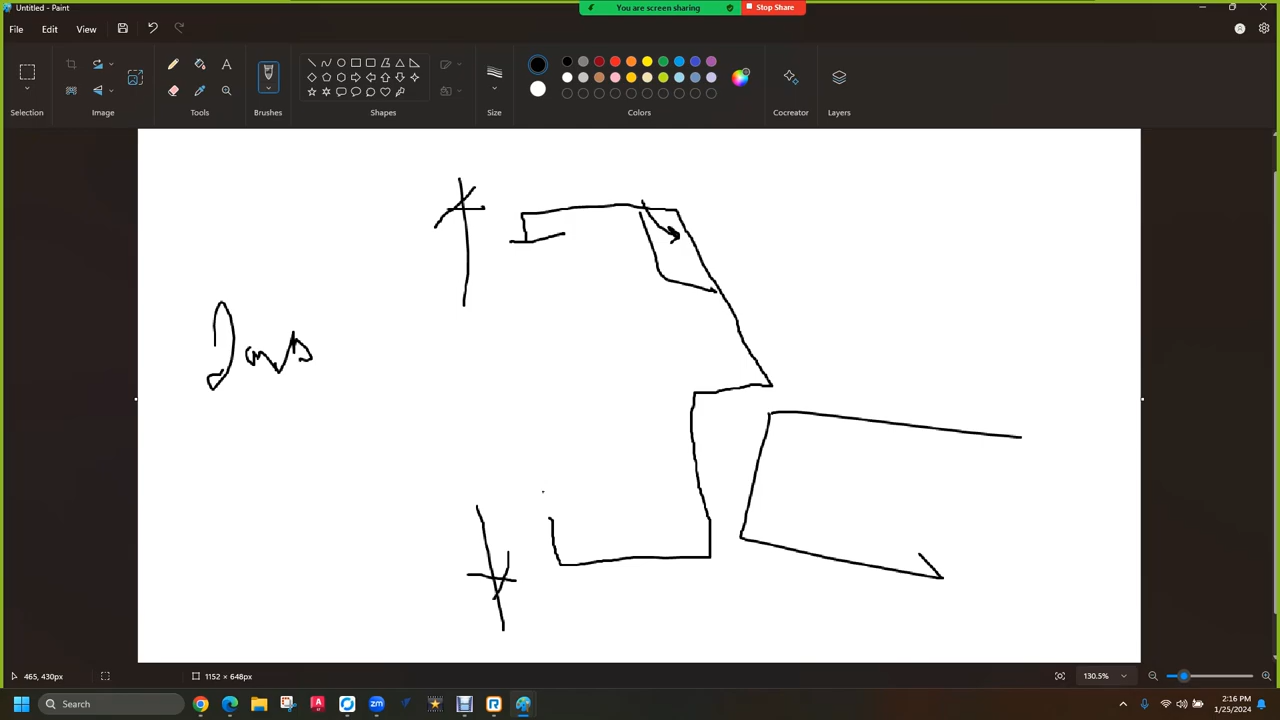 Untitled - Paint
You are screen sharing
Stop Share
File Edit View
Selection Image Tools Brushes Shapes Size Colors Cocreator Layers
465, 430px
1152 × 648px
130.5%
Search
2:16 PM
1/25/2024